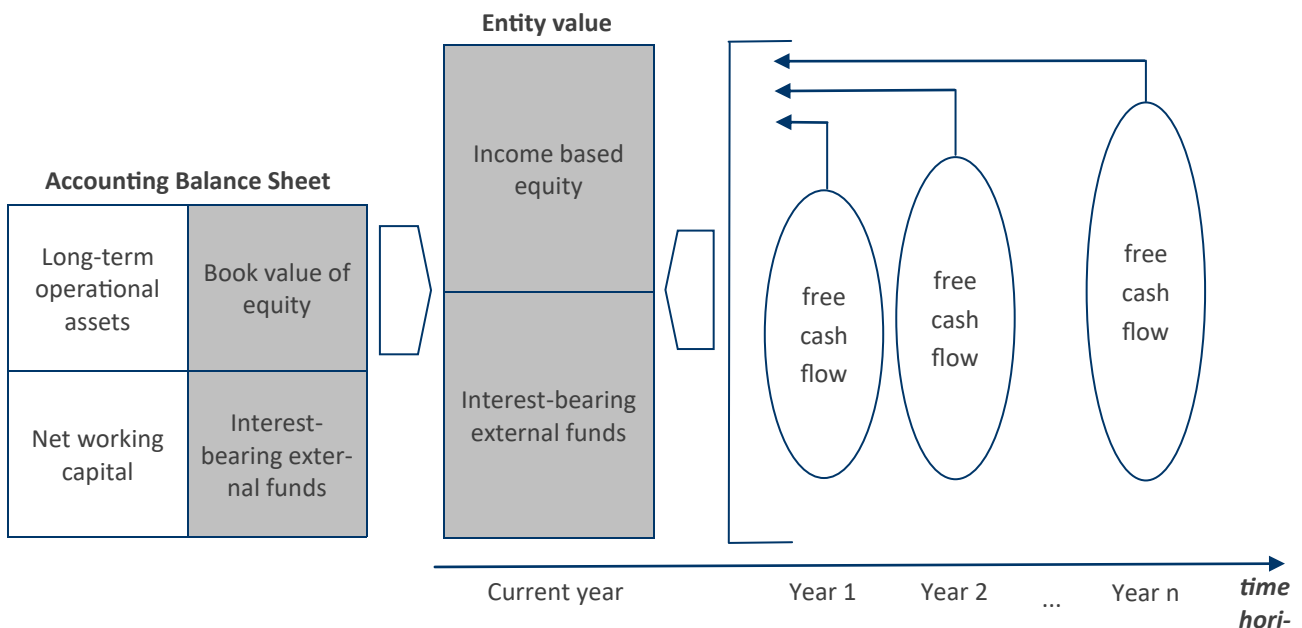 Entity value
Accounting Balance Sheet
Long-term
operational
assets
Book value of
equity
Net working
capital
Interest-
bearing exter-
nal funds
Income based
equity
Interest-bearing
external funds
free
cash
flow
free
cash
flow
free
cash
flow
Current year
Year 1
Year 2
...
Year n
time
hori-